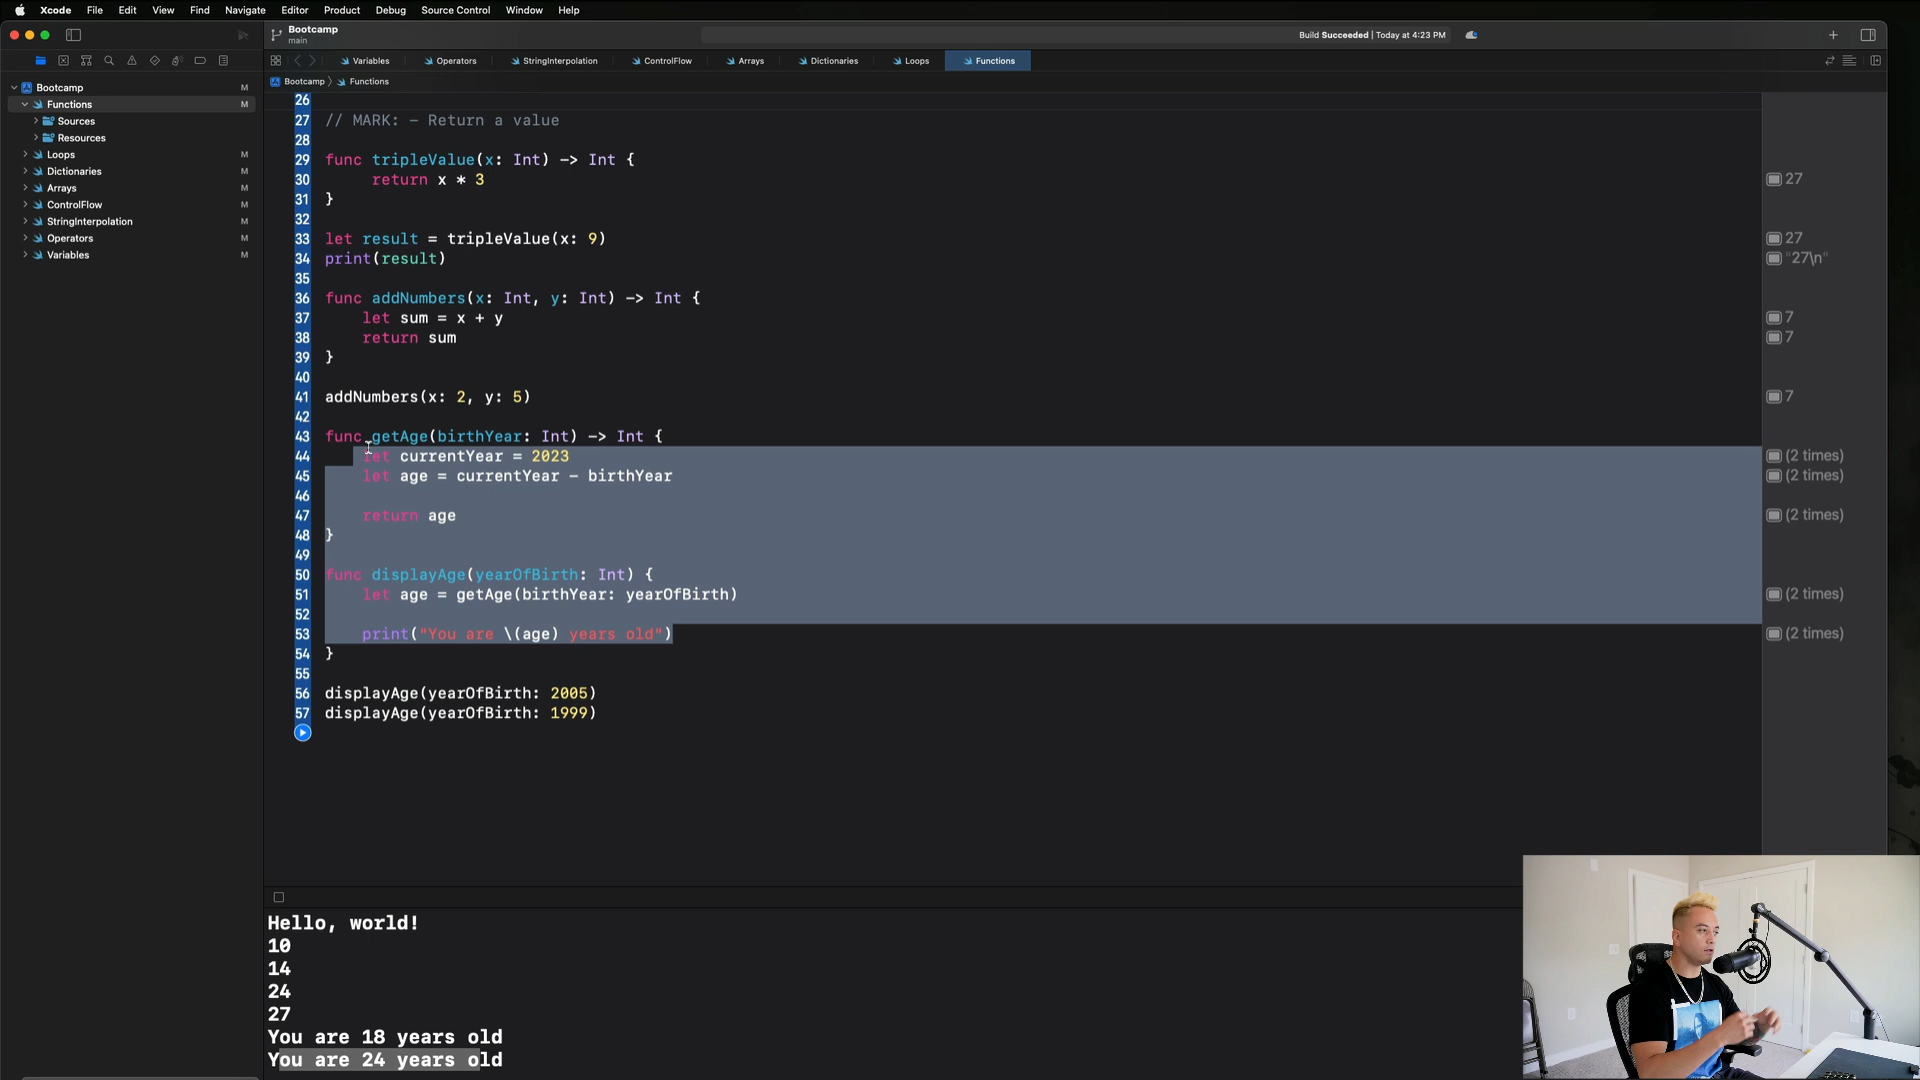 Xcode File Edit View Find Navigate Editor Product Debug Source Control Window Help
Bootcamp
main
Build Succeeded | Today at 4:23 PM
Variables Operators StringInterpolation ControlFlow Arrays Dictionaries Loops Functions
Bootcamp Functions
Bootcamp M
Functions M
Sources
Resources
Loops M
Dictionaries M
Arrays M
ControlFlow M
StringInterpolation M
Operators M
Variables M
26
27 // MARK: - Return a value
28
29 func tripleValue(x: Int) -> Int {
30 return x * 3 27
31 }
32
33 let result = tripleValue(x: 9) 27
34 print(result) "27\n"
35
36 func addNumbers(x: Int, y: Int) -> Int {
37 let sum = x + y 7
38 return sum 7
39 }
40
41 addNumbers(x: 2, y: 5) 7
42
43 func getAge(birthYear: Int) -> Int {
44 let currentYear = 2023 (2 times)
45 let age = currentYear - birthYear (2 times)
46
47 return age (2 times)
48 }
49
50 func displayAge(yearOfBirth: Int) {
51 let age = getAge(birthYear: yearOfBirth) (2 times)
52
53 print("You are \(age) years old") (2 times)
54 }
55
56 displayAge(yearOfBirth: 2005)
57 displayAge(yearOfBirth: 1999)
Hello, world!
10
14
24
27
You are 18 years old
You are 24 years old